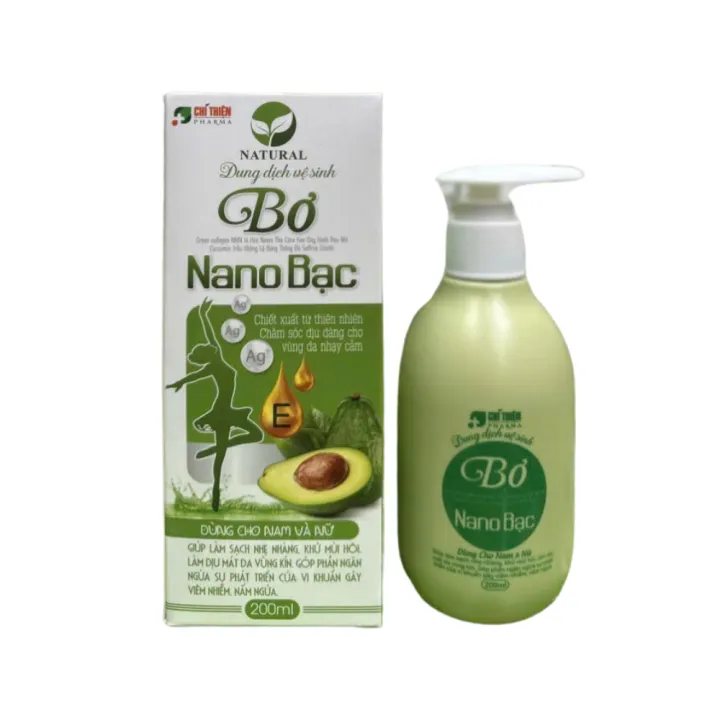 CHÍ THIỆN
PHARMA
NATURAL
Dung dịch vệ sinh
Bơ
Nano Bạc
Ag
Ag
Ag
Chiết xuất từ thiên nhiên
Chăm sóc dịu dàng cho
vùng da nhạy cảm
E
DÙNG CHO NAM VÀ NỮ
GIÚP LÀM SẠCH NHẸ NHÀNG, KHỬ MÙI HÔI,
LÀM DỊU MÁT DA VÙNG KÍN, GÓP PHẦN NGĂN
NGỪA SỰ PHÁT TRIỂN CỦA VI KHUẨN GÂY
VIÊM NHIỄM, NẤM NGỨA.
200ml
CHÍ THIỆN
PHARMA
Dung dịch vệ sinh
Bơ
Nano Bạc
Dùng Cho Nam & Nữ
200ml